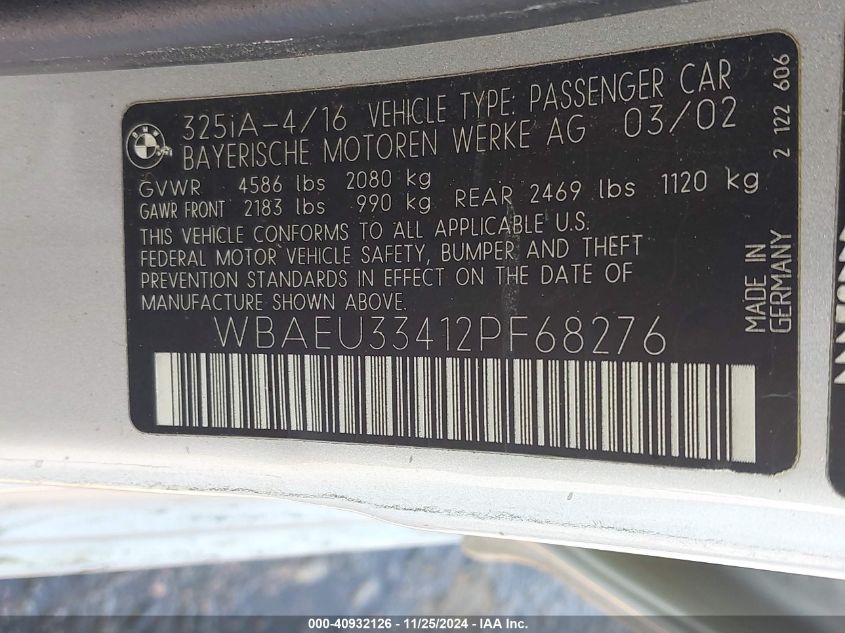 BMW
325iA-4/16 VEHICLE TYPE: PASSENGER CAR
BAYERISCHE MOTOREN WERKE AG 03/02
GVWR 4586 lbs 2080 kg
GAWR FRONT 2183 lbs 990 kg REAR 2469 lbs 1120 kg
THIS VEHICLE CONFORMS TO ALL APPLICABLE U.S.
FEDERAL MOTOR VEHICLE SAFETY, BUMPER AND THEFT
PREVENTION STANDARDS IN EFFECT ON THE DATE OF
MANUFACTURE SHOWN ABOVE.
WBAEU33412PF68276
2 122 606
MADE IN
GERMANY
000-40932126 - 11/25/2024 - IAAI.com